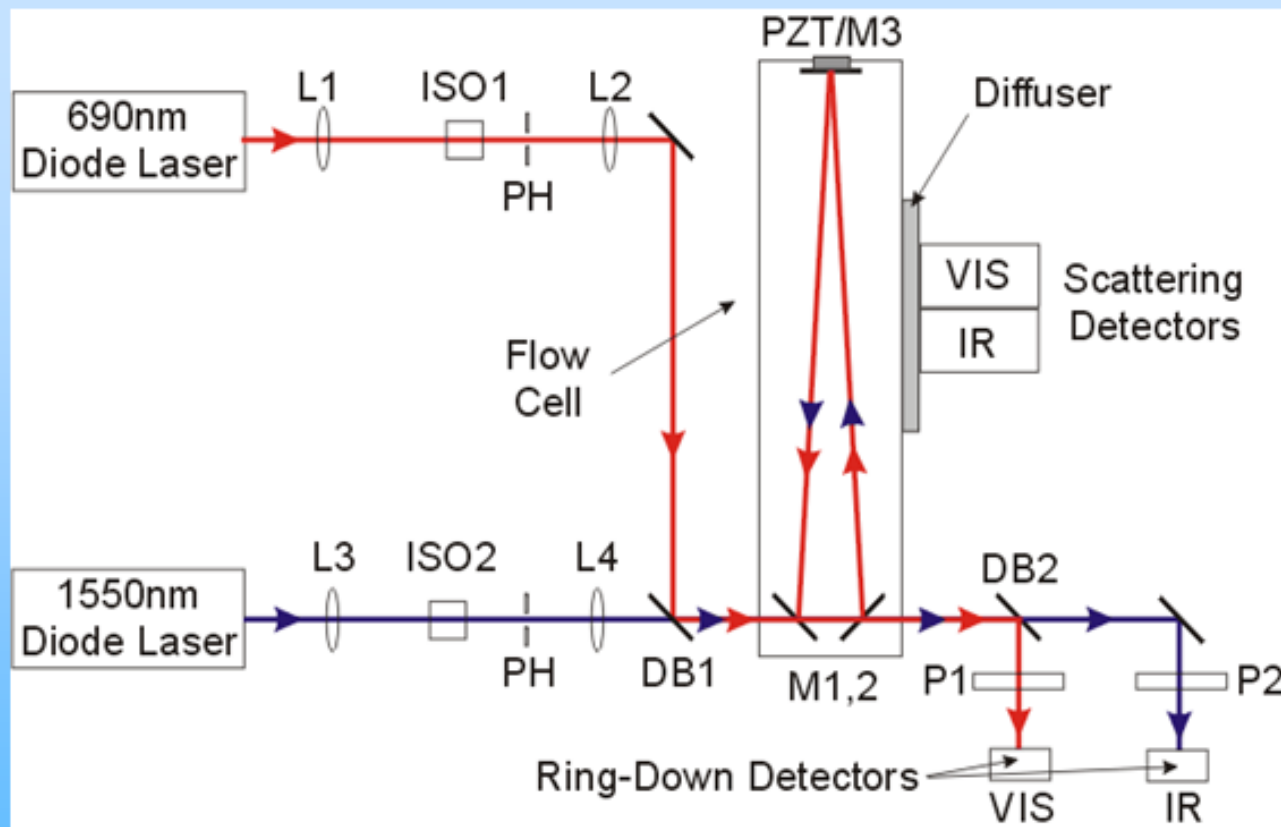 PZT/M3
690nm
Diode Laser
L1
ISO1
L2
PH
Diffuser
VIS
IR
Scattering
Detectors
Flow
Cell
1550nm
Diode Laser
L3
ISO2
L4
PH
DB1
M1,2
DB2
P1
P2
Ring-Down Detectors
VIS
IR